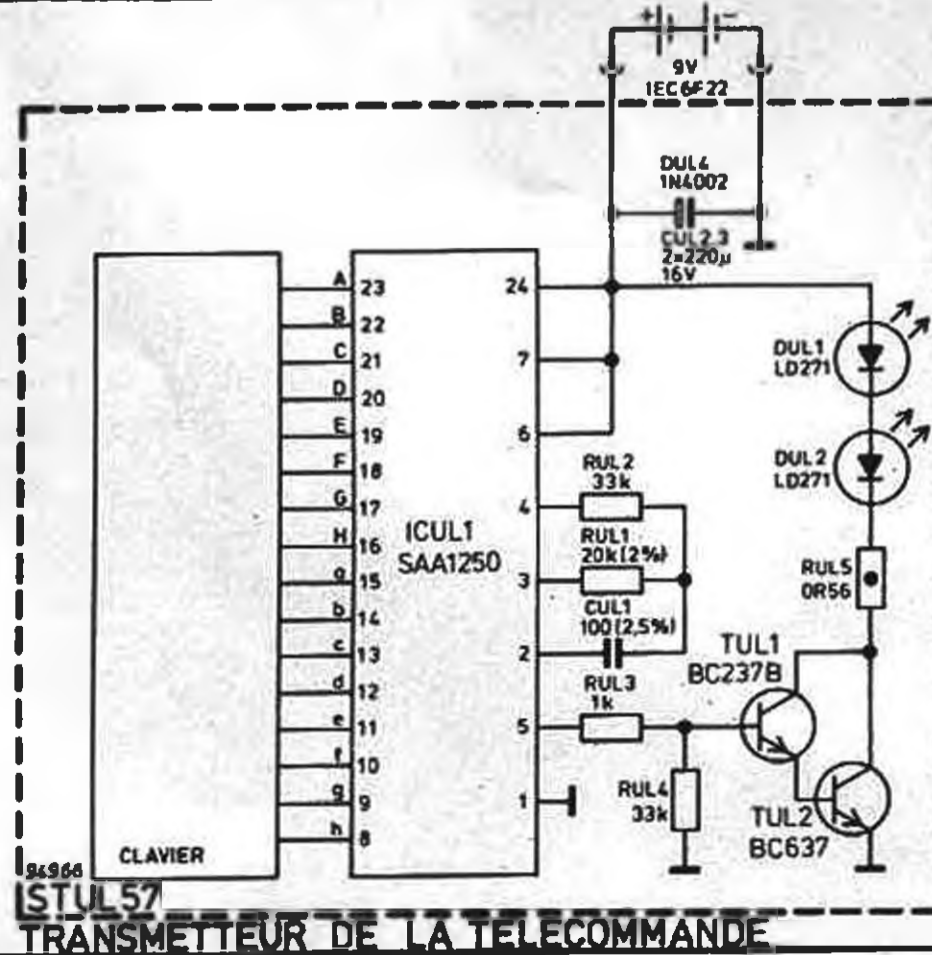 + -
9V
1EC6F22
DUL4
1N4002
CUL2,3
2=220µ
16V
A 23
B 22
C 21
D 20
E 19
F 18
G 17
H 16
a 15
b 14
c 13
d 12
e 11
f 10
g 9
h 8
CLAVIER
ICUL1
SAA1250
24
7
6
4
3
2
5
1
RUL2
33k
RUL1
20k(2%)
CUL1
100(2,5%)
RUL3
1k
RUL4
33k
DUL1
LD271
DUL2
LD271
RUL5
0R56
TUL1
BC237B
TUL2
BC637
94966
STUL57
TRANSMETTEUR DE LA TELECOMMANDE